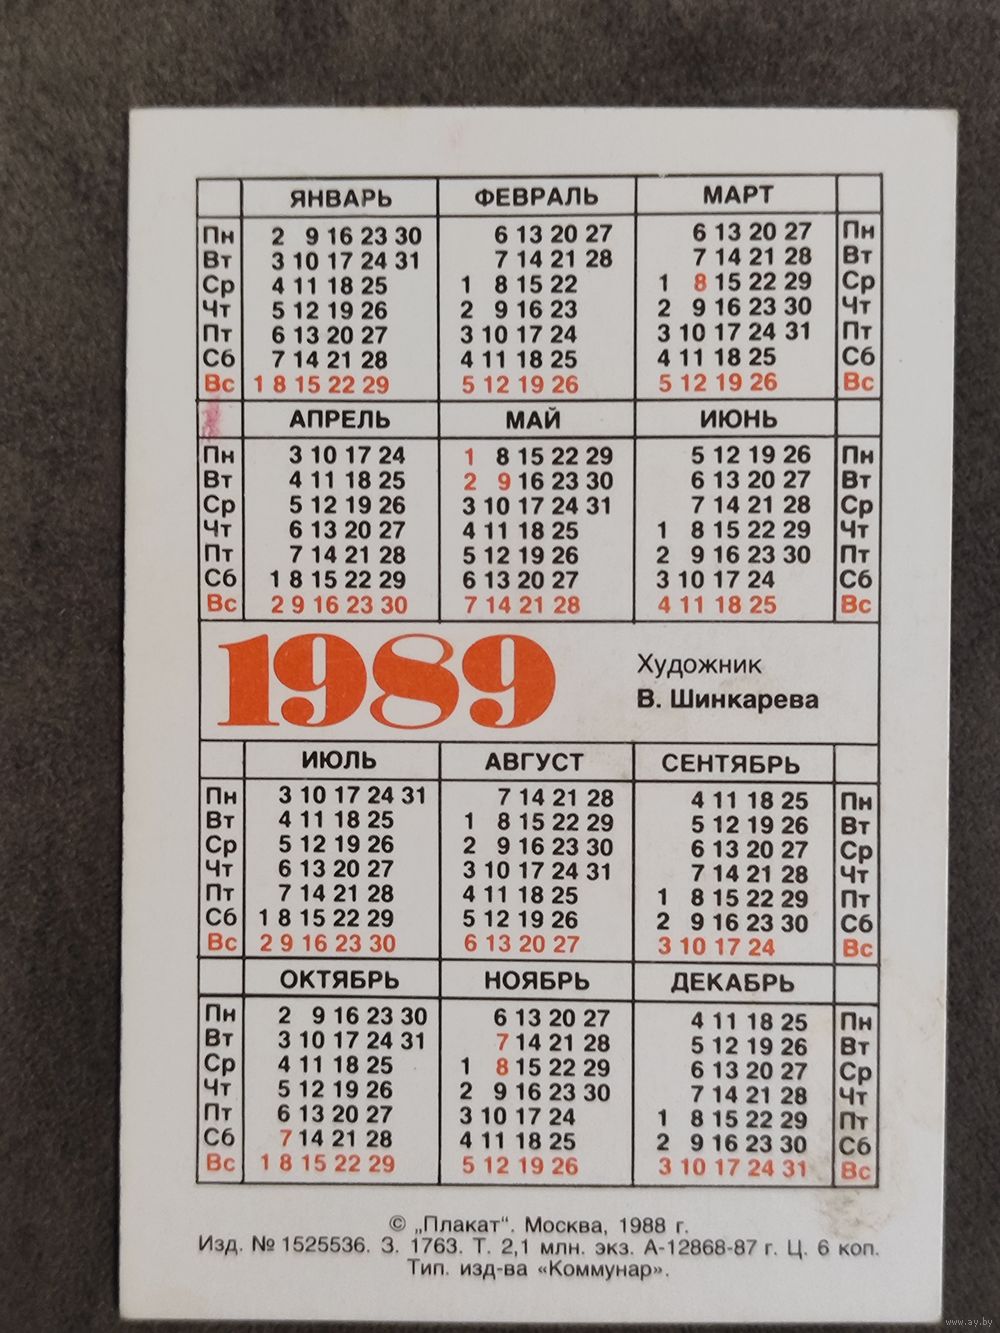 ЯНВАРЬ ФЕВРАЛЬ МАРТ
Пн 2 9 16 23 30 6 13 20 27 6 13 20 27 Пн
Вт 3 10 17 24 31 7 14 21 28 7 14 21 28 Вт
Ср 4 11 18 25 1 8 15 22 1 8 15 22 29 Ср
Чт 5 12 19 26 2 9 16 23 2 9 16 23 30 Чт
Пт 6 13 20 27 3 10 17 24 3 10 17 24 31 Пт
Сб 7 14 21 28 4 11 18 25 4 11 18 25 Сб
Вс 1 8 15 22 29 5 12 19 26 5 12 19 26 Вс
АПРЕЛЬ МАЙ ИЮНЬ
Пн 3 10 17 24 1 8 15 22 29 5 12 19 26 Пн
Вт 4 11 18 25 2 9 16 23 30 6 13 20 27 Вт
Ср 5 12 19 26 3 10 17 24 31 7 14 21 28 Ср
Чт 6 13 20 27 4 11 18 25 1 8 15 22 29 Чт
Пт 7 14 21 28 5 12 19 26 2 9 16 23 30 Пт
Сб 1 8 15 22 29 6 13 20 27 3 10 17 24 Сб
Вс 2 9 16 23 30 7 14 21 28 4 11 18 25 Вс
1989
Художник
В. Шинкарева
ИЮЛЬ АВГУСТ СЕНТЯБРЬ
Пн 3 10 17 24 31 7 14 21 28 4 11 18 25 Пн
Вт 4 11 18 25 1 8 15 22 29 5 12 19 26 Вт
Ср 5 12 19 26 2 9 16 23 30 6 13 20 27 Ср
Чт 6 13 20 27 3 10 17 24 31 7 14 21 28 Чт
Пт 7 14 21 28 4 11 18 25 1 8 15 22 29 Пт
Сб 1 8 15 22 29 5 12 19 26 2 9 16 23 30 Сб
Вс 2 9 16 23 30 6 13 20 27 3 10 17 24 Вс
ОКТЯБРЬ НОЯБРЬ ДЕКАБРЬ
Пн 2 9 16 23 30 6 13 20 27 4 11 18 25 Пн
Вт 3 10 17 24 31 7 14 21 28 5 12 19 26 Вт
Ср 4 11 18 25 1 8 15 22 29 6 13 20 27 Ср
Чт 5 12 19 26 2 9 16 23 30 7 14 21 28 Чт
Пт 6 13 20 27 3 10 17 24 1 8 15 22 29 Пт
Сб 7 14 21 28 4 11 18 25 2 9 16 23 30 Сб
Вс 1 8 15 22 29 5 12 19 26 3 10 17 24 31 Вс
© „Плакат“. Москва, 1988 г.
Изд. № 1525536. З. 1763. Т. 2,1 млн. экз. А-12868-87 г. Ц. 6 коп.
Тип. изд-ва «Коммунар».
www.ay.by